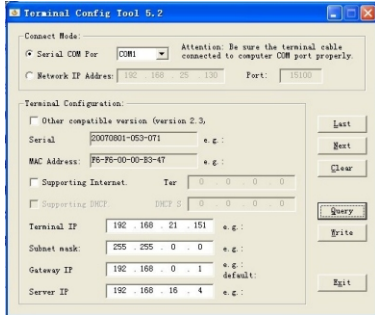 Terminal Config Tool 5.2
Connect Mode:
Serial COM Por COM1
Attention: Be sure the terminal cable
connected to computer COM port properly.
Network IP Addres: 192 . 168 . 25 . 130 Port: 15100
Terminal Configuration:
Other compatible version (version 2.3,
Serial 20070801-053-071 e.g.:
MAC Address: F6-F6-00-00-B3-47 e.g.:
Supporting Internet. Ter 0 . 0 . 0 . 0
Supporting DHCP. DHCP S 0 . 0 . 0 . 0
Terminal IP 192 . 168 . 21 . 151 e.g.:
Subnet mask: 255 . 255 . 0 . 0 e.g.:
Gateway IP 192 . 168 . 0 . 1 e.g.:
default:
Server IP 192 . 168 . 16 . 4 e.g.:
Last
Next
Clear
Query
Write
Exit